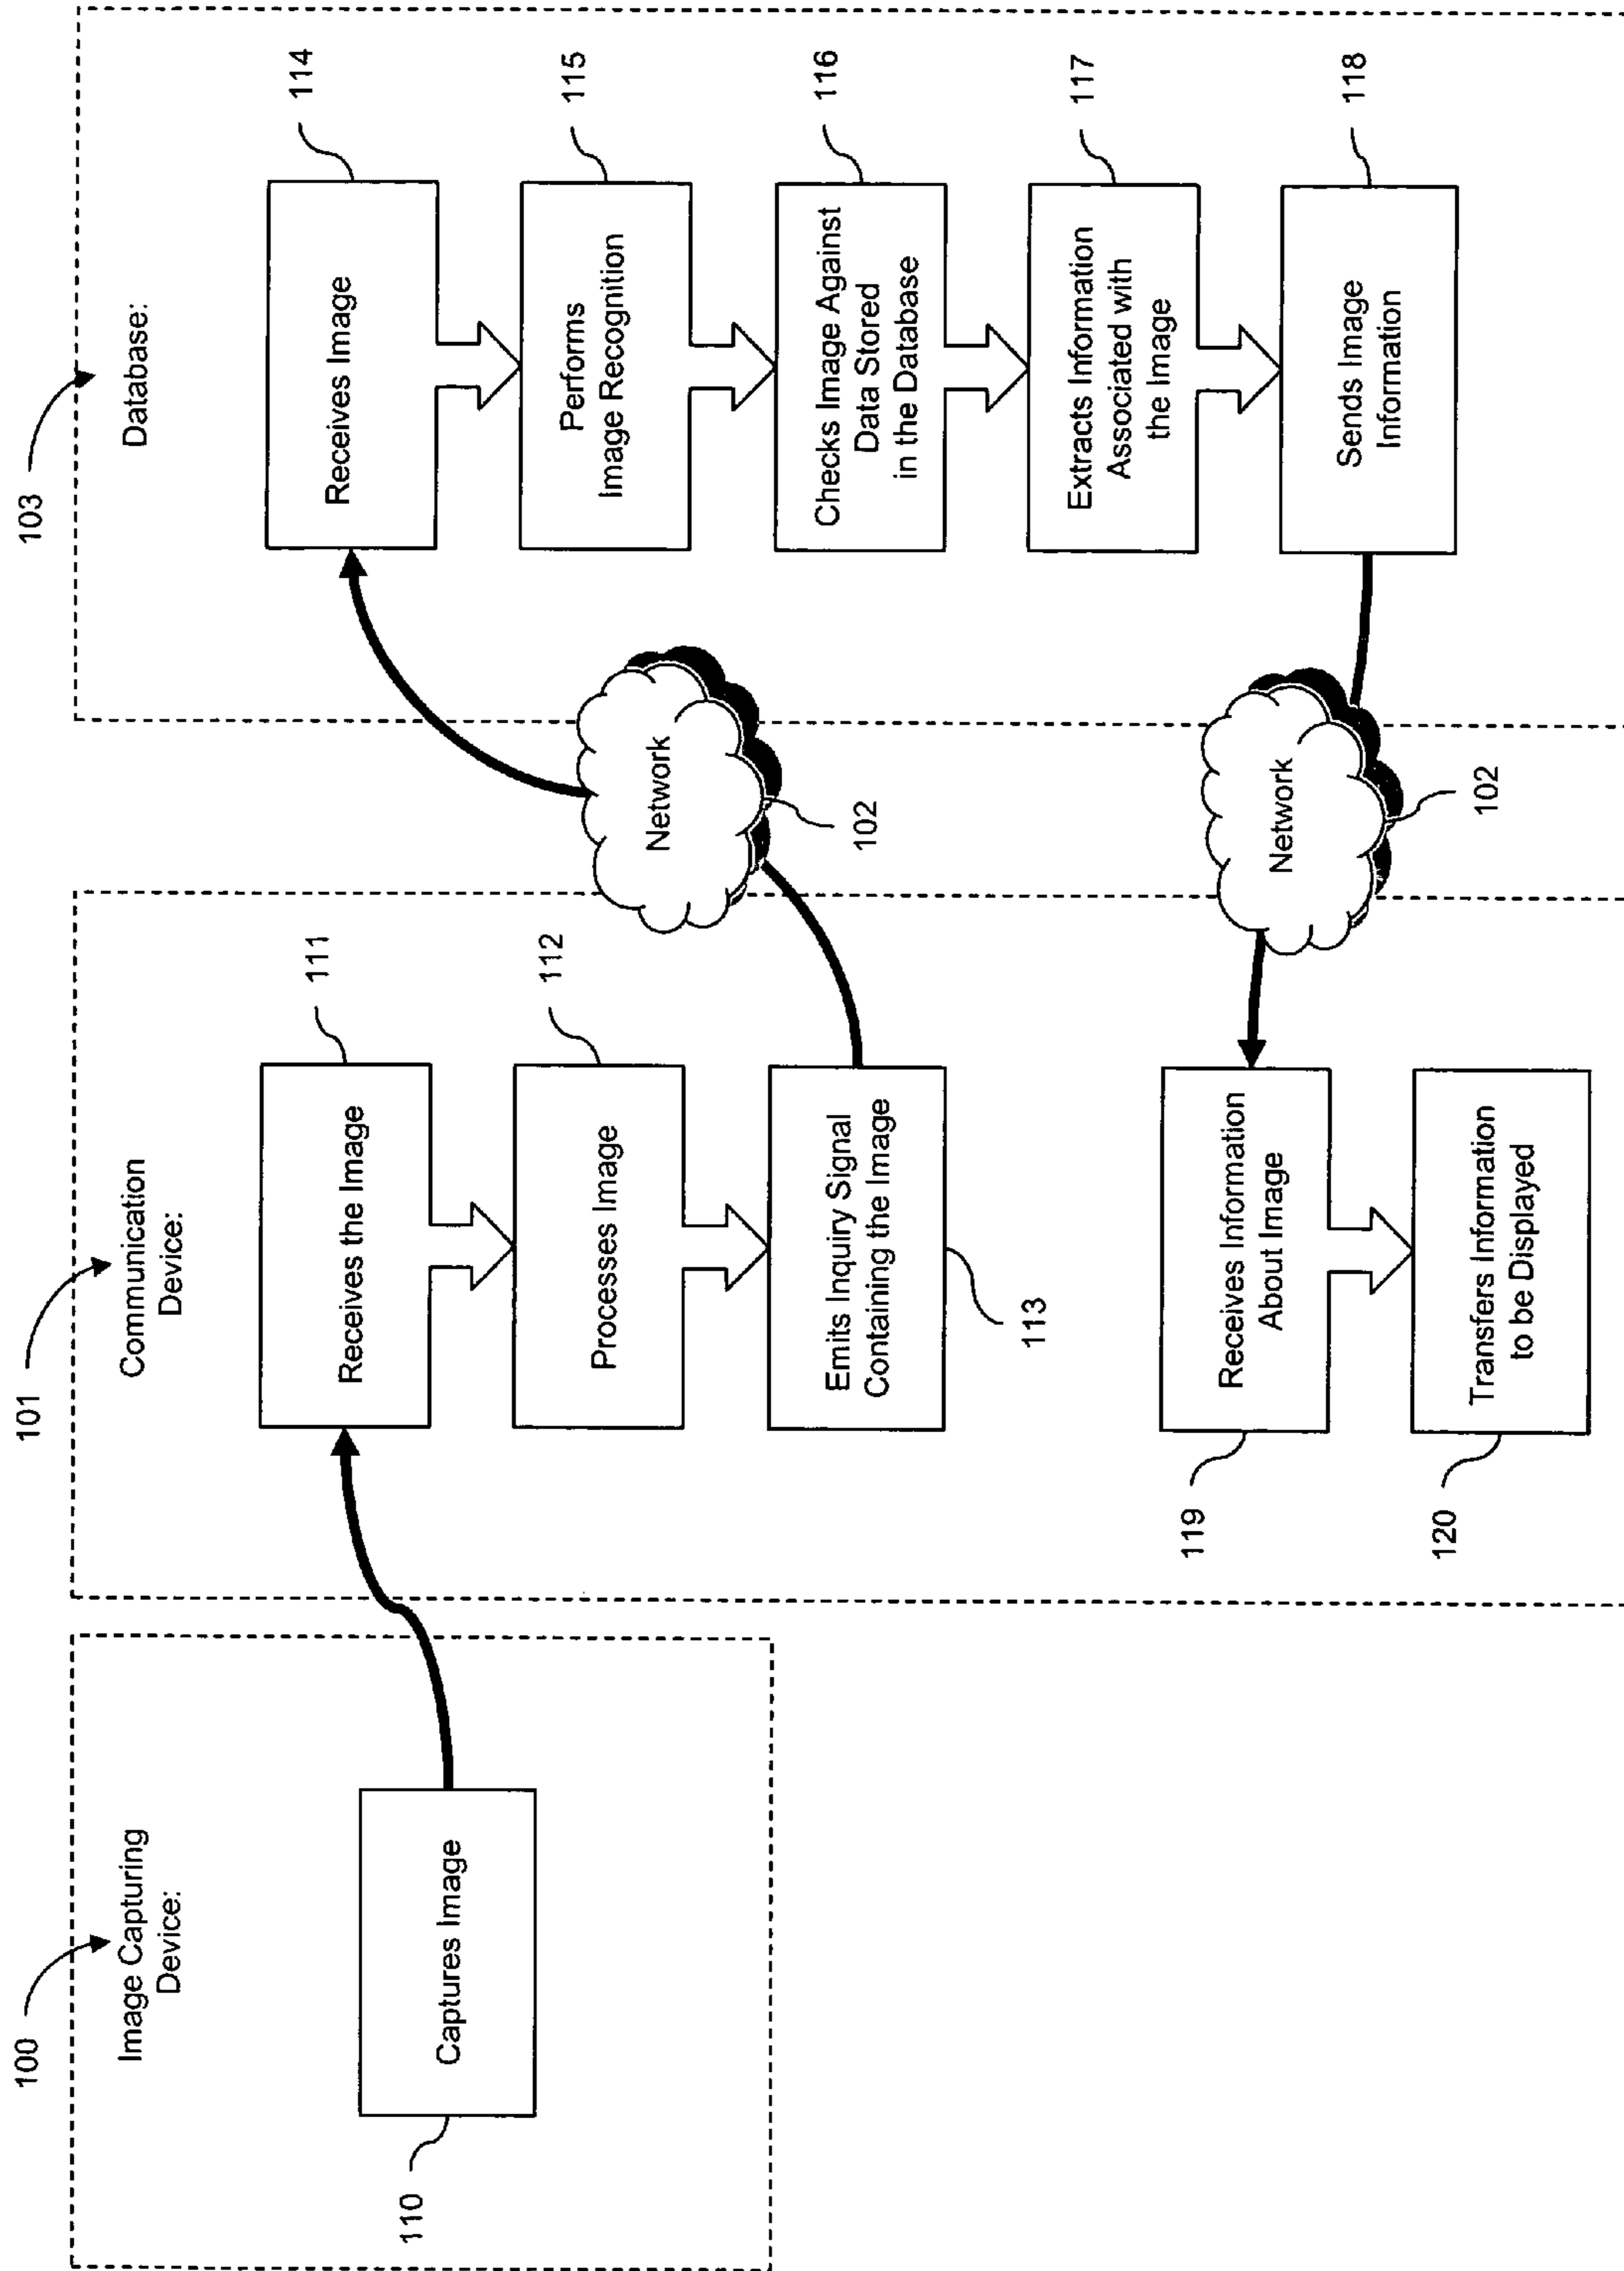 100
Image Capturing
Device:
110
Captures Image
101
Communication
Device:
111
Receives the Image
112
Processes Image
Emits Inquiry Signal
Containing the Image
113
119
Receives Information
About Image
120
Transfers Information
to be Displayed
Network
102
Network
102
103
Database:
114
Receives Image
115
Performs
Image Recognition
116
Checks Image Against
Data Stored
in the Database
117
Extracts Information
Associated with
the Image
118
Sends Image
Information